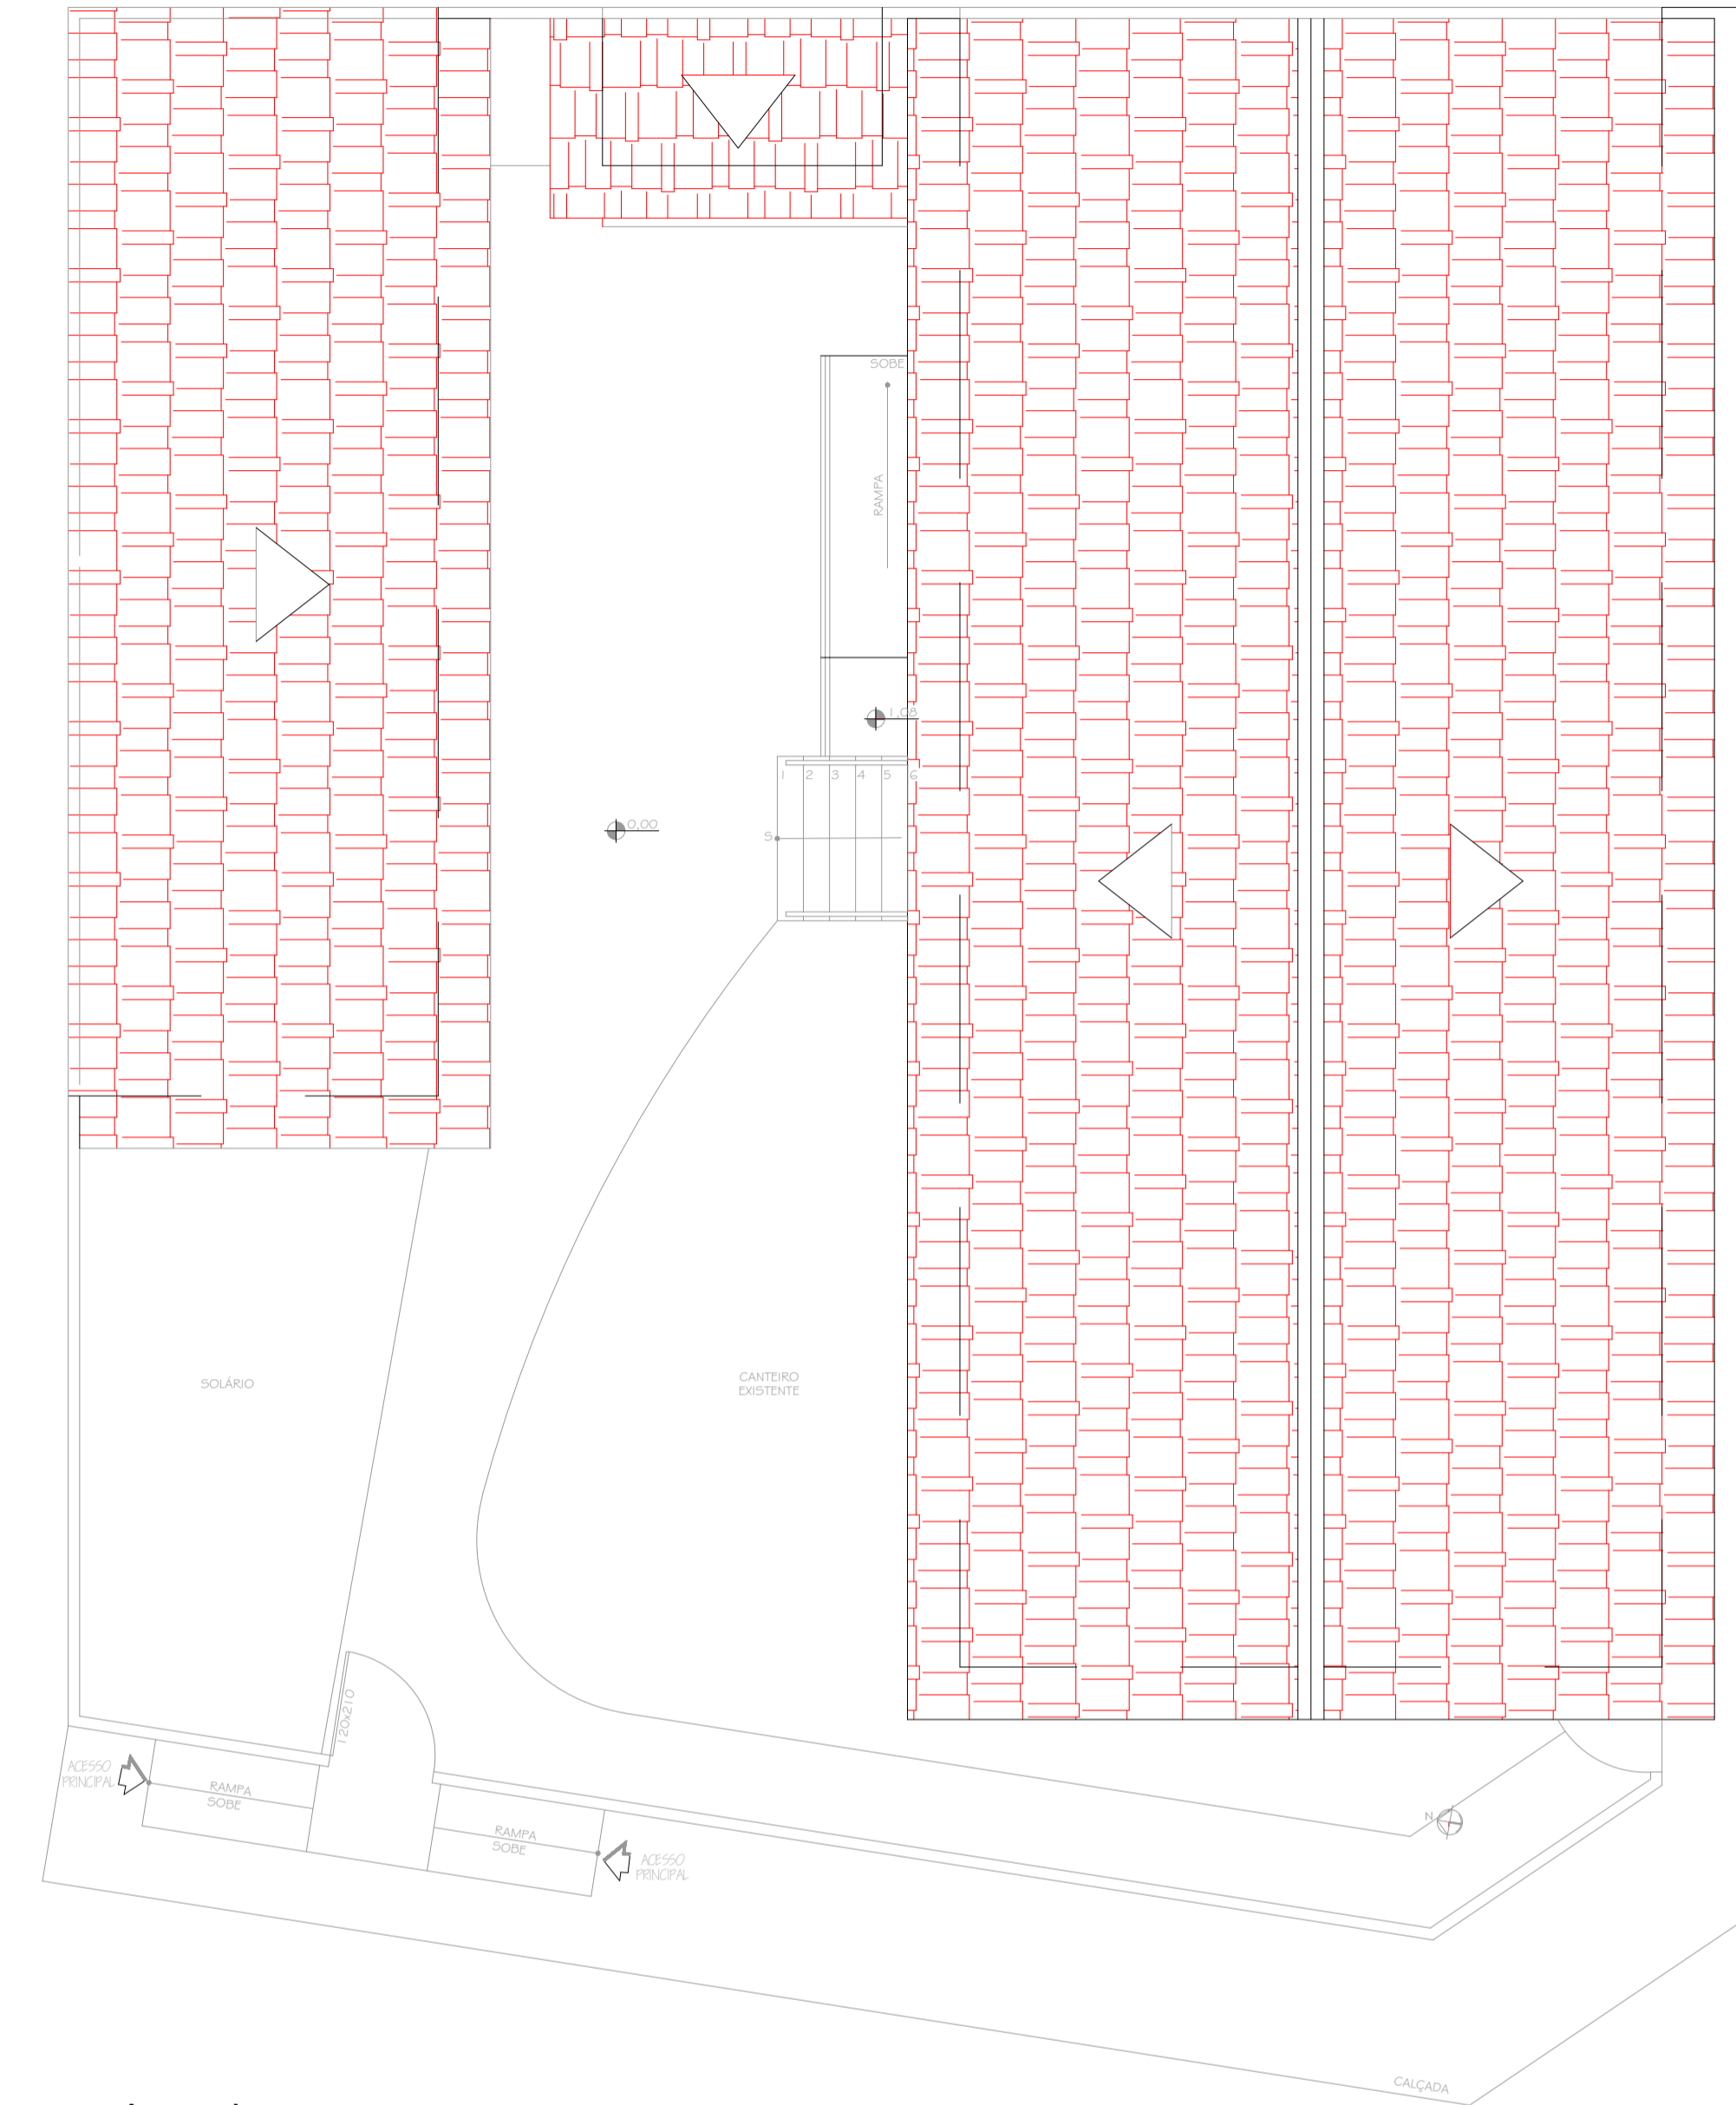 SOBE
RAMPA
1,08
1 2 3 4 5 6
0,00
S
CANTEIRO
EXISTENTE
SOLÁRIO
120x210
ACESSO
PRINCIPAL
RAMPA
SOBE
RAMPA
SOBE
ACESSO
PRINCIPAL
N
CALÇADA